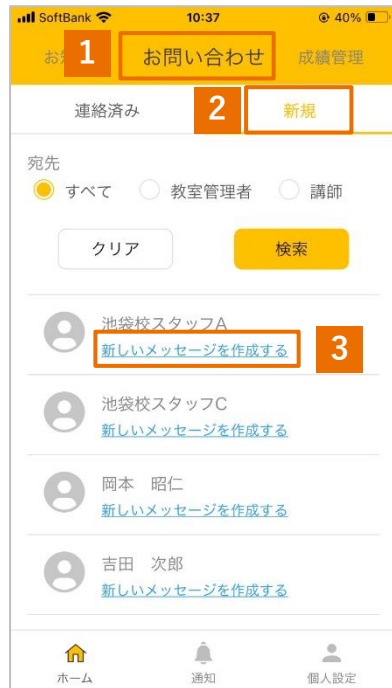 SoftBank 10:37 40%
お知 1 お問い合わせ 成績管理
連絡済み 2 新規
宛先
すべて 教室管理者 講師
クリア 検索
池袋校スタッフA
新しいメッセージを作成する 3
池袋校スタッフC
新しいメッセージを作成する
岡本 昭仁
新しいメッセージを作成する
吉田 次郎
新しいメッセージを作成する
ホーム 通知 個人設定